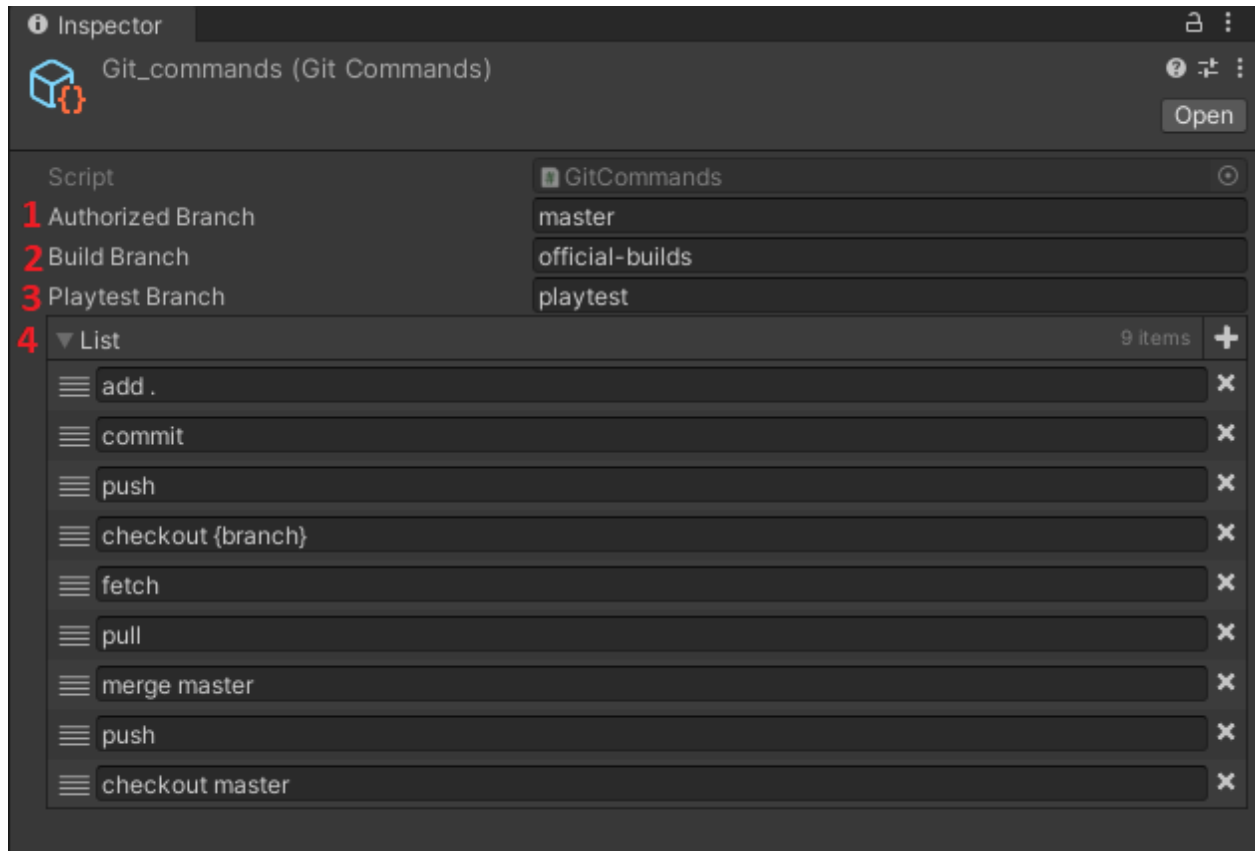 Inspector
Git_commands (Git Commands)
Open
Script GitCommands
1 Authorized Branch master
2 Build Branch official-builds
3 Playtest Branch playtest
4 List 9 items
add .
commit
push
checkout {branch}
fetch
pull
merge master
push
checkout master